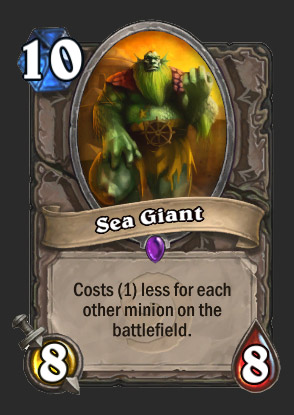 10
Sea Giant
Costs (1) less for each
other minion on the
battlefield.
8
8